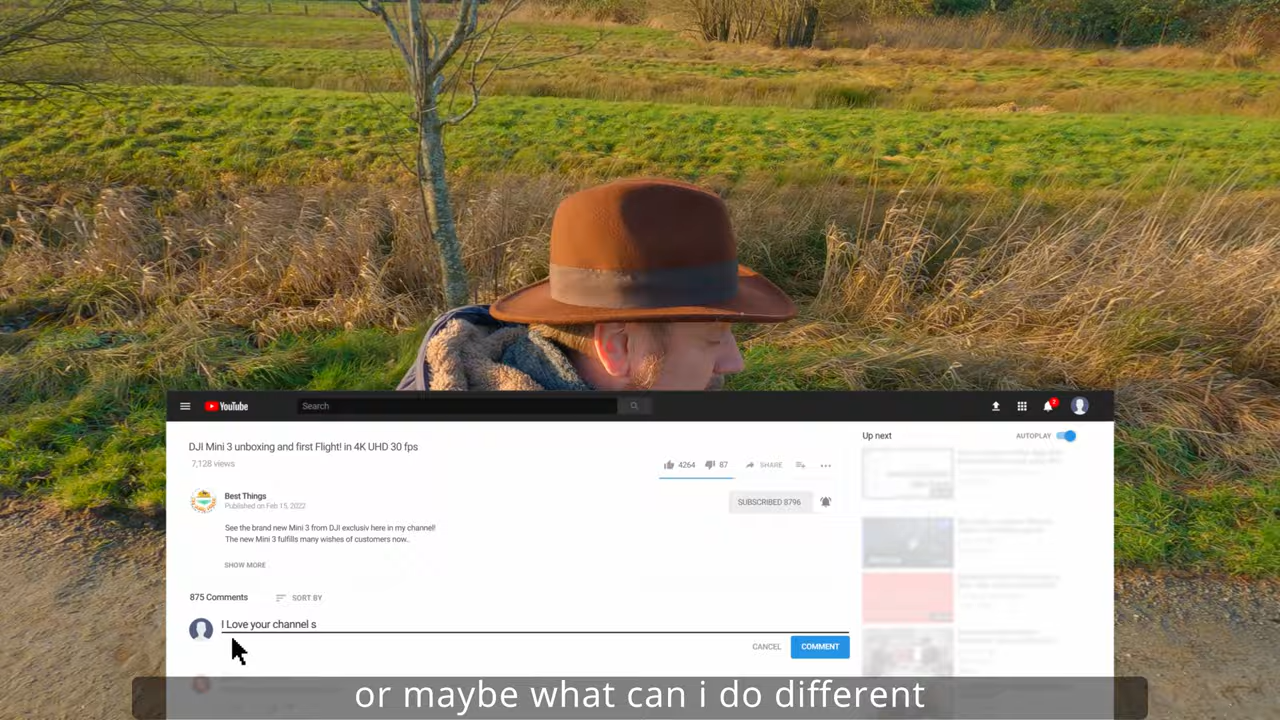 YouTube
Search
7
DJI Mini 3 unboxing and first Flight! in 4K UHD 30 fps
7,128 views
4264
87
SHARE
Up next
AUTOPLAY
Best Things
Published on Feb 15, 2022
SUBSCRIBED 8796
See the brand new Mini 3 from DJI exclusiv here in my channel!
The new Mini 3 fulfills many wishes of customers now..
SHOW MORE
875 Comments
SORT BY
I Love your channel s
CANCEL
COMMENT
or maybe what can i do different